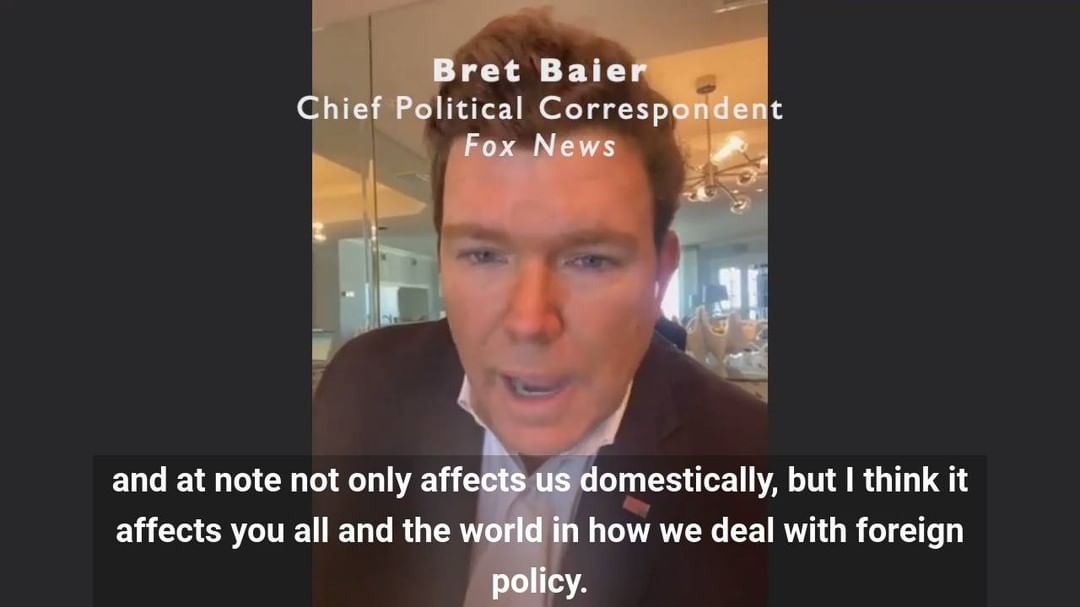 Bret Baier
Chief Political Correspondent
Fox News
and at note not only affects us domestically, but I think it
affects you all and the world in how we deal with foreign
policy.